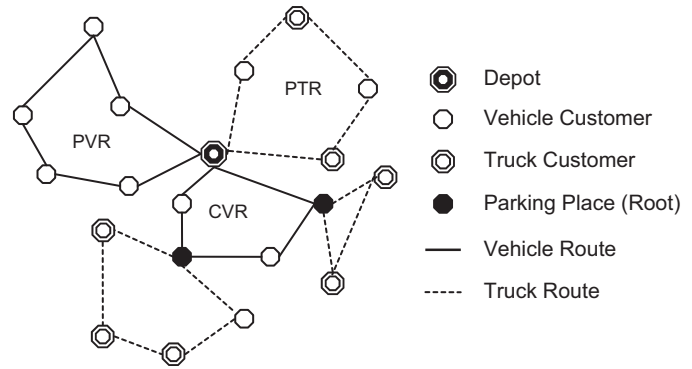 PTR
PVR
CVR
Depot
Vehicle Customer
Truck Customer
Parking Place (Root)
Vehicle Route
Truck Route